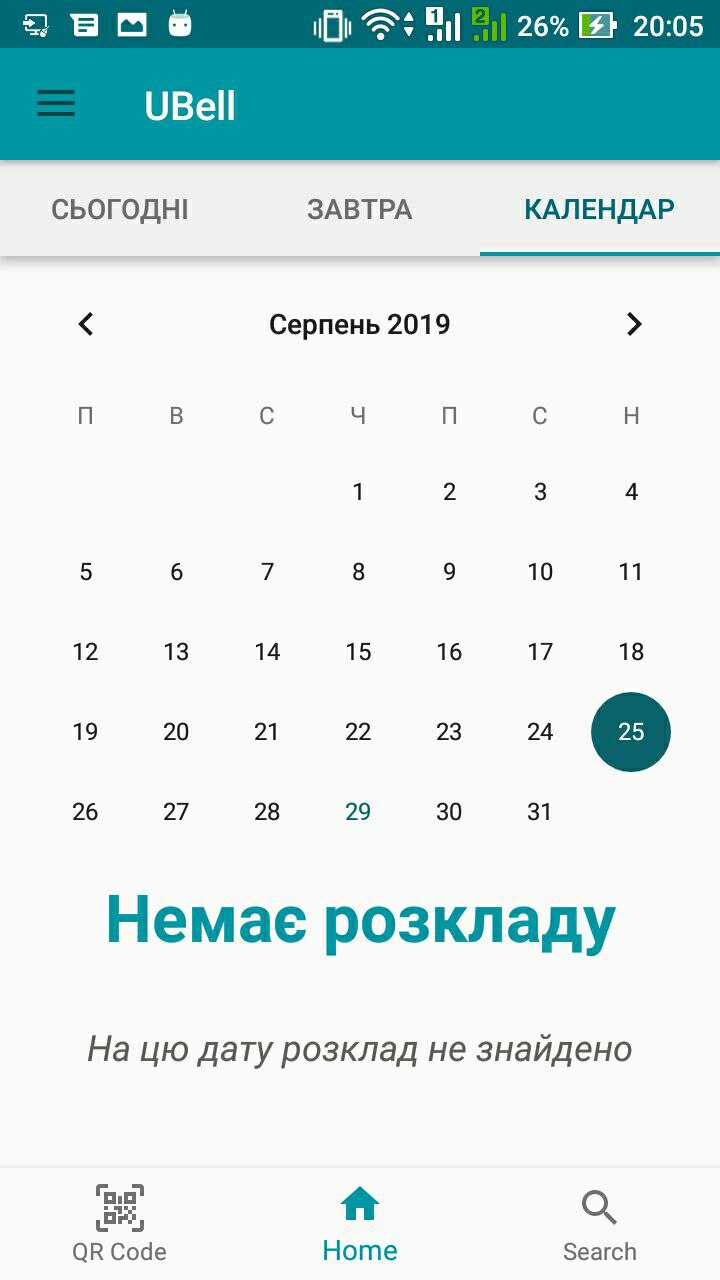 1 2 26% 20:05
UBell
СЬОГОДНІ ЗАВТРА КАЛЕНДАР
Серпень 2019
П В С Ч П С Н
1 2 3 4
5 6 7 8 9 10 11
12 13 14 15 16 17 18
19 20 21 22 23 24 25
26 27 28 29 30 31
Немає розкладу
На цю дату розклад не знайдено
QR Code Home Search